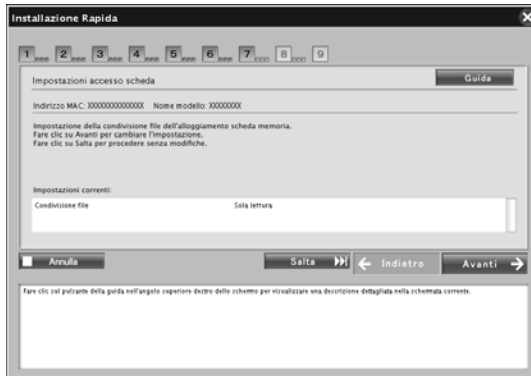 Installazione Rapida
1 2 3 4 5 6 7 8 9
Impostazioni accesso scheda
Guida
Indirizzo MAC: XXXXXXXXXXXXXX Nome modello: XXXXXXXX
Impostazione della condivisione file dell'alloggiamento scheda memoria.
Fare clic su Avanti per cambiare l'impostazione.
Fare clic su Salta per procedere senza modifiche.
Impostazioni correnti:
Condivisione file Sola lettura
Annulla
Salta
Indietro
Avanti
Fare clic sul pulsante della guida nell'angolo superiore destro dello schermo per visualizzare una descrizione dettagliata nella schermata corrente.